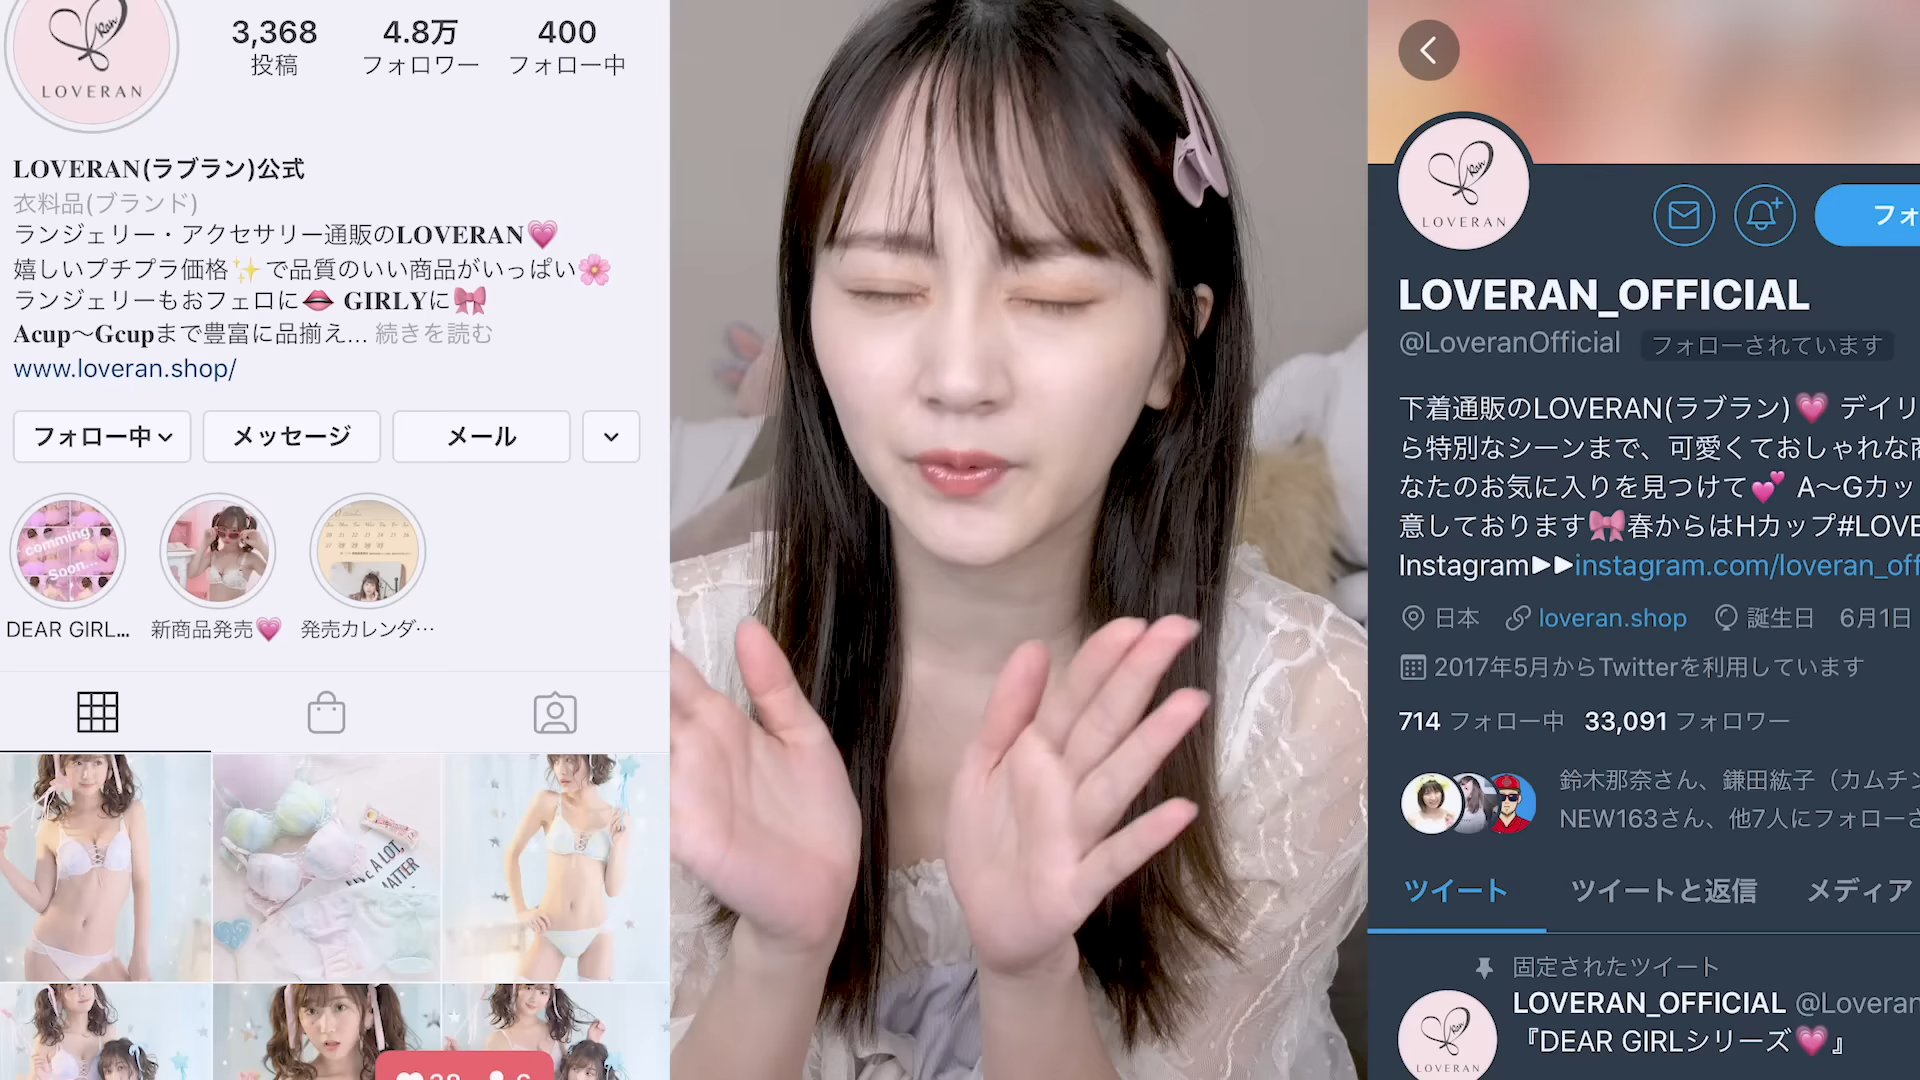 Ran
LOVERAN
3,368
投稿
4.8万
フォロワー
400
フォロー中
LOVERAN(ラブラン)公式
衣料品(ブランド)
ランジェリー・アクセサリー通販のLOVERAN💗
嬉しいプチプラ価格✨で品質のいい商品がいっぱい🌸
ランジェリーもおフェロに👄 GIRLYに🎀
Acup〜Gcupまで豊富に品揃え... 続きを読む
www.loveran.shop/
フォロー中
メッセージ
メール
comming
Soon...
DEAR GIRL...
新商品発売💗
発売カレンダ…
A LOT,
MATTER
Ran
LOVERAN
フォ
LOVERAN_OFFICIAL
@LoveranOfficial フォローされています
下着通販のLOVERAN(ラブラン)💗 デイリ
ら特別なシーンまで、可愛くておしゃれな商
なたのお気に入りを見つけて💕 A〜Gカッ
意しております🎀春からはHカップ#LOVE
Instagram▶▶instagram.com/loveran_off
日本 loveran.shop 誕生日 6月1日
2017年5月からTwitterを利用しています
714 フォロー中 33,091 フォロワー
鈴木那奈さん、鎌田紘子（カムチン
NEW163さん、他7人にフォローさ
ツイート ツイートと返信 メディア
固定されたツイート
LOVERAN_OFFICIAL @Loveran
『DEAR GIRLシリーズ💗』
Ran
LOVERAN